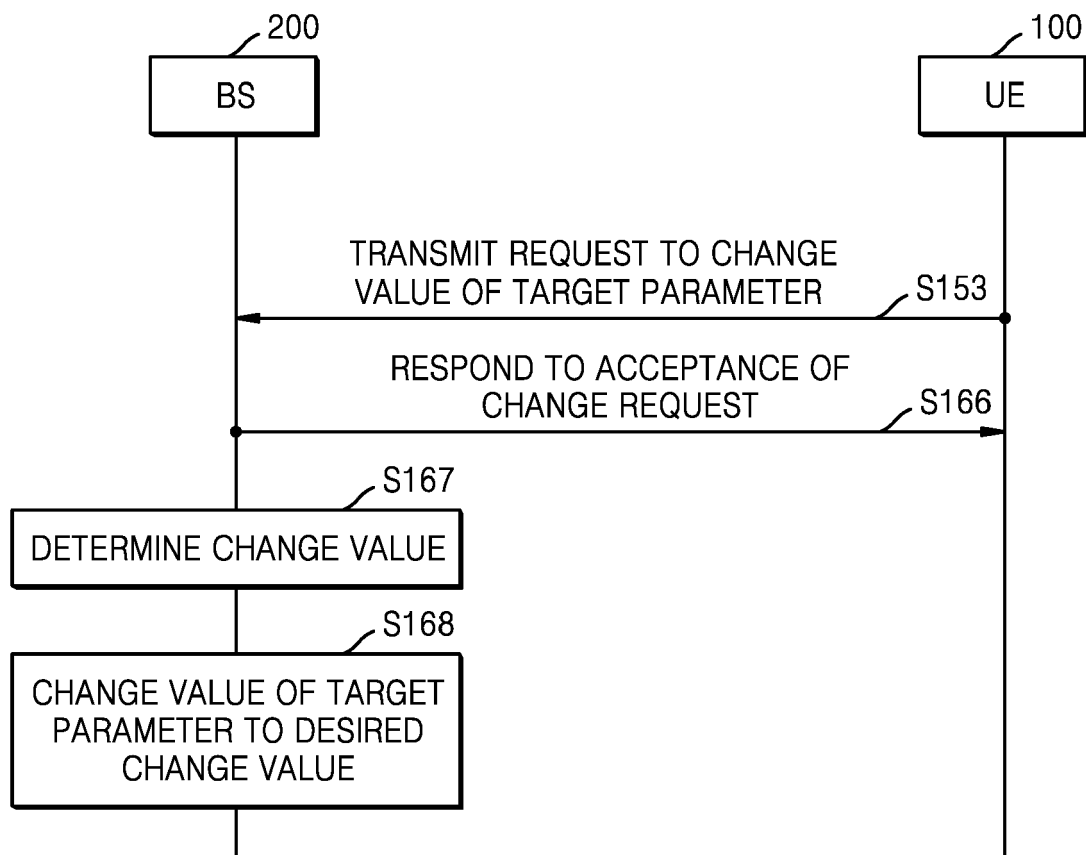 200
100
BS
UE
TRANSMIT REQUEST TO CHANGE
VALUE OF TARGET PARAMETER
S153
RESPOND TO ACCEPTANCE OF
CHANGE REQUEST
S166
S167
DETERMINE CHANGE VALUE
S168
CHANGE VALUE OF TARGET
PARAMETER TO DESIRED
CHANGE VALUE